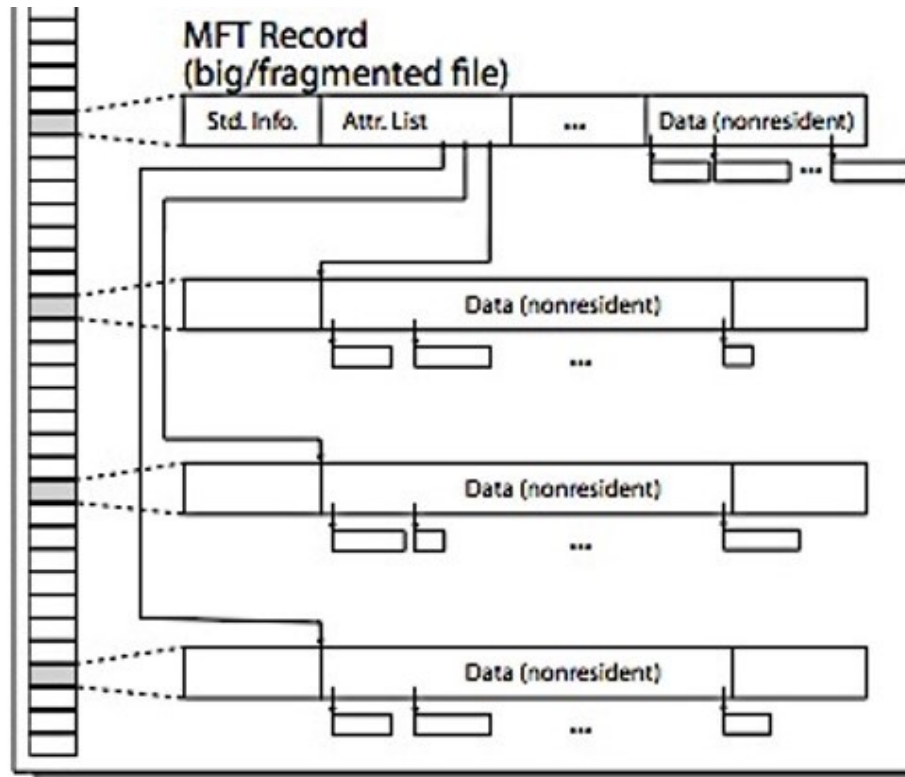 MFT Record
(big/fragmented file)
Std. Info. Attr. List ... Data (nonresident)
...
Data (nonresident)
...
Data (nonresident)
...
Data (nonresident)
...